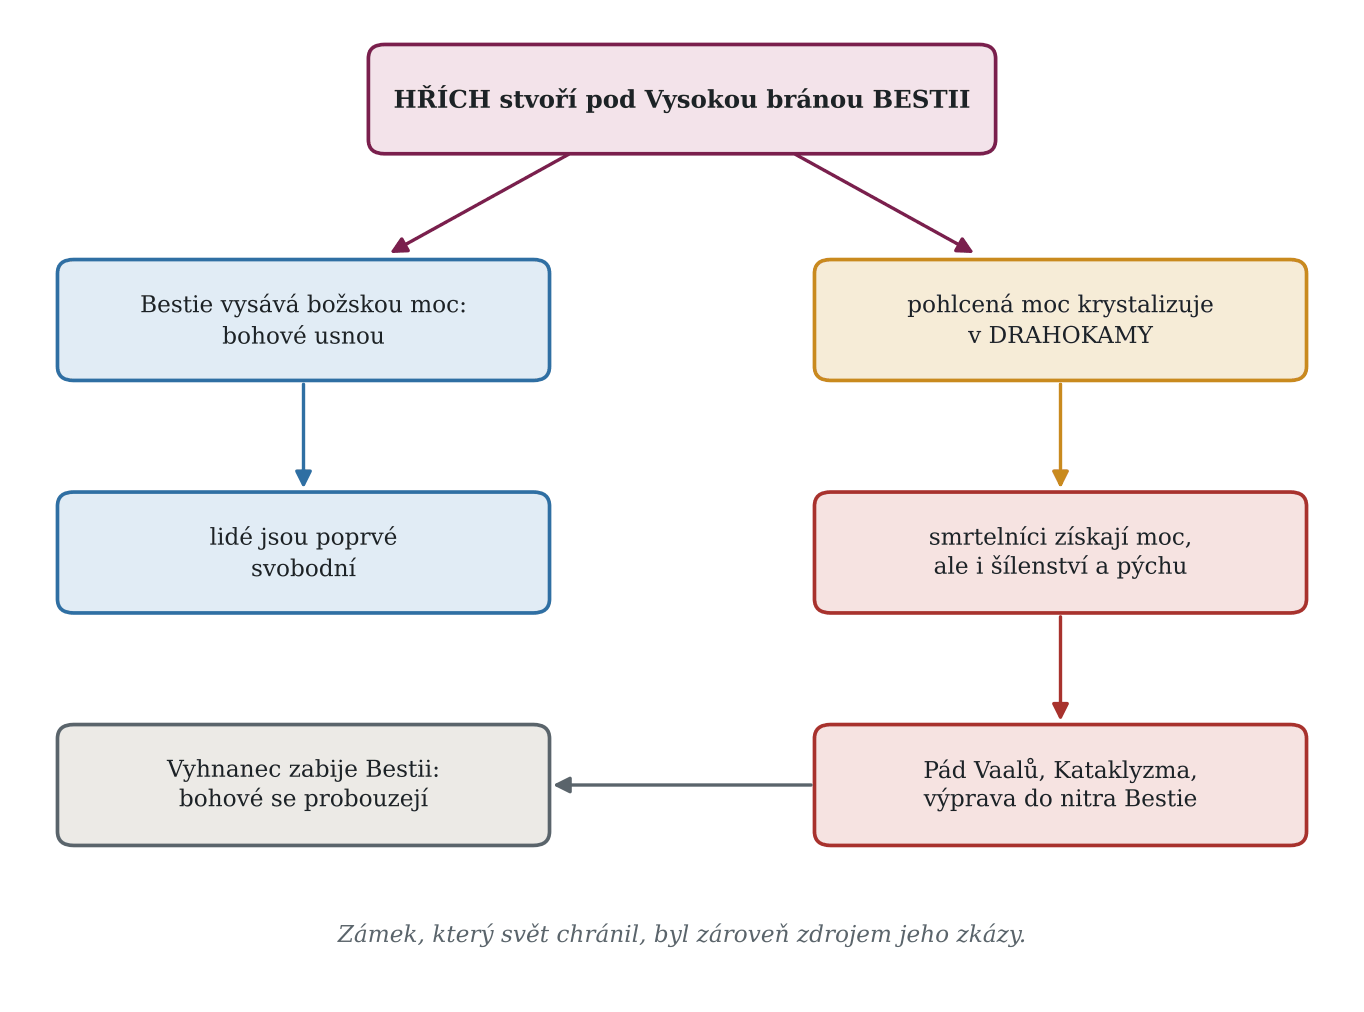 HŘÍCH stvoří pod Vysokou bránou BESTII
Bestie vysává božskou moc:
bohové usnou
pohlcená moc krystalizuje
v DRAHOKAMY
lidé jsou poprvé
svobodní
smrtelníci získají moc,
ale i šílenství a pýchu
Vyhnanec zabije Bestii:
bohové se probouzejí
Pád Vaalů, Kataklyzma,
výprava do nitra Bestie
Zámek, který svět chránil, byl zároveň zdrojem jeho zkázy.